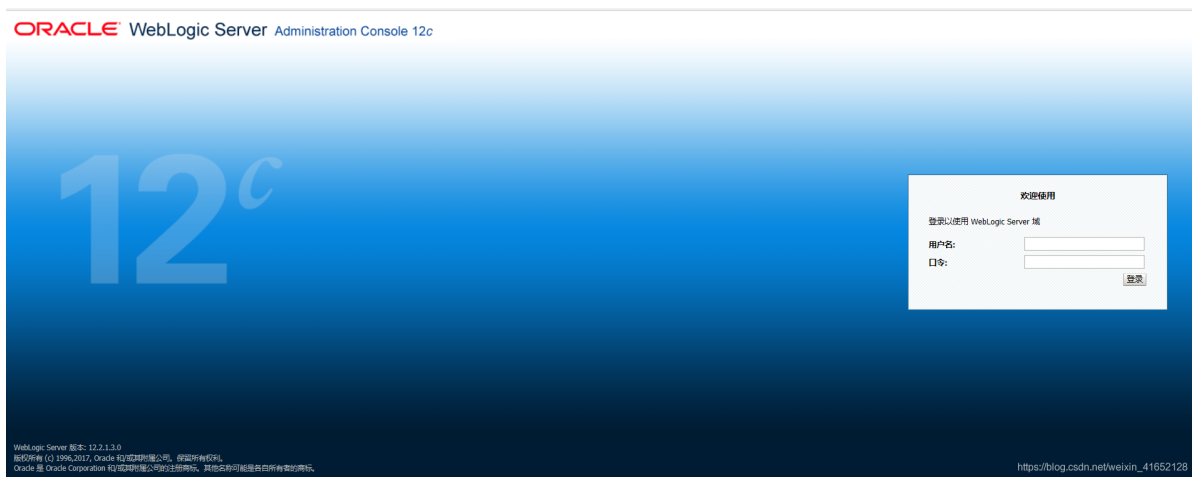 ORACLE WebLogic Server Administration Console 12c
12c
欢迎使用
登录以使用 WebLogic Server 域
用户名:
口令:
登录
WebLogic Server 版本: 12.2.1.3.0
版权所有 (c) 1996,2017, Oracle 和/或其附属公司。保留所有权利。
Oracle 是 Oracle Corporation 和/或其附属公司的注册商标。其他名称可能是各自所有者的商标。
https://blog.csdn.net/weixin_41652128